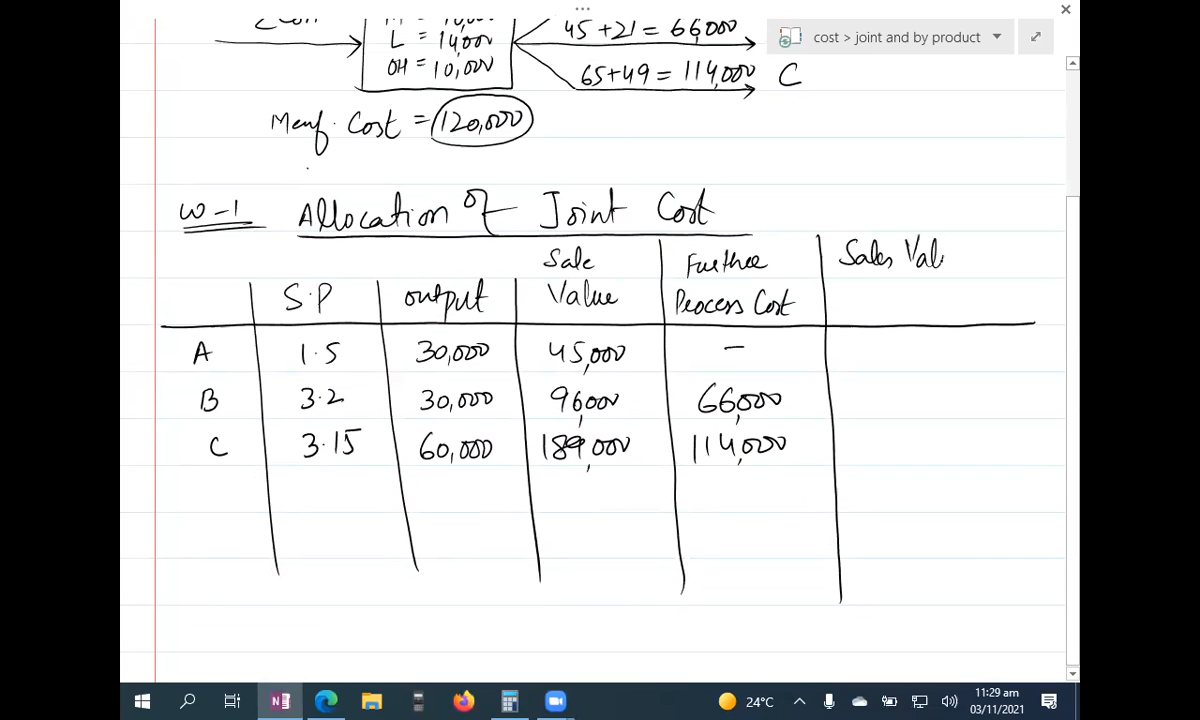 45 + 21 = 66,000
cost > joint and by product
L = 14,000
OH = 10,000
65 + 49 = 114,000 C
Menf. Cost = 120,000
W-1 Allocation of Joint Cost
Sale Further Sales Val
S.P output Value Process Cost
A 1.5 30,000 45,000 -
B 3.2 30,000 96,000 66,000
C 3.15 60,000 189,000 114,000
24°C 11:29 am
03/11/2021